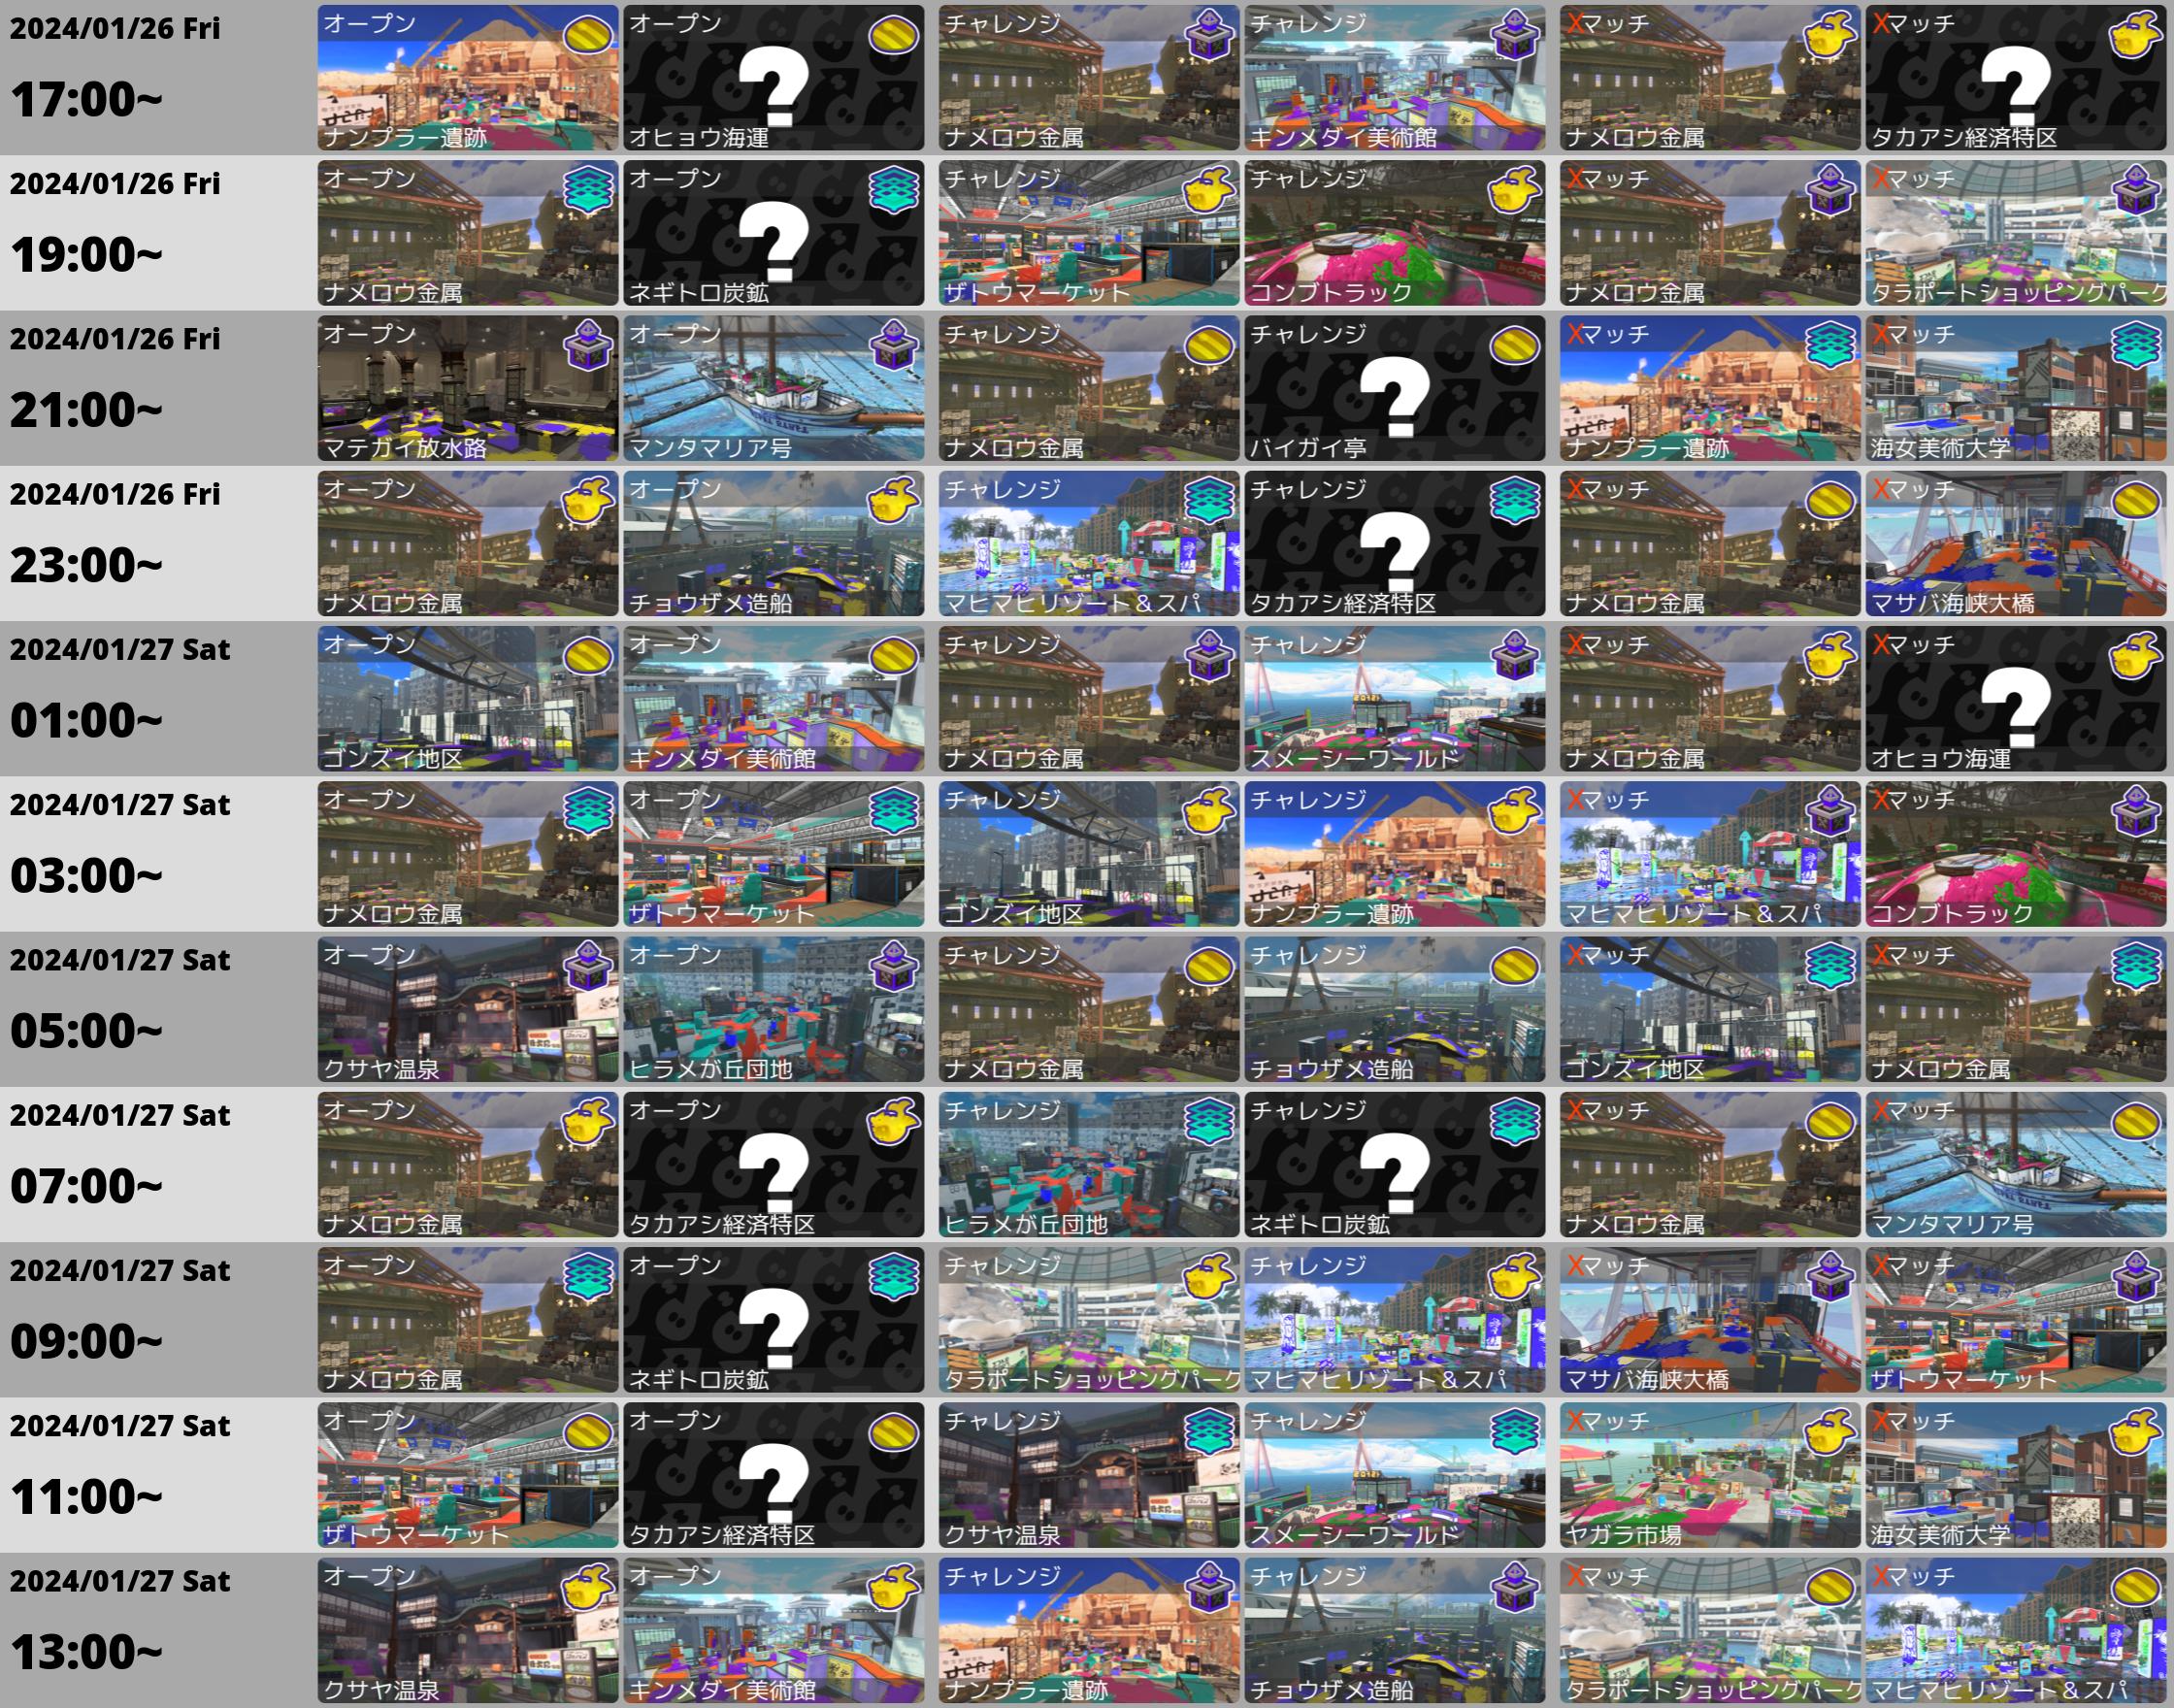 2024/01/26 Fri
17:00~
オープン
ナンプラー遺跡
オープン
オヒョウ海運
チャレンジ
ナメロウ金属
チャレンジ
キンメダイ美術館
Xマッチ
ナメロウ金属
Xマッチ
タカアシ経済特区
2024/01/26 Fri
19:00~
オープン
ナメロウ金属
オープン
ネギトロ炭鉱
チャレンジ
ザトウマーケット
チャレンジ
コンブトラック
Xマッチ
ナメロウ金属
Xマッチ
タラポートショッピングパーク
2024/01/26 Fri
21:00~
オープン
マテガイ放水路
オープン
マンタマリア号
チャレンジ
ナメロウ金属
チャレンジ
バイガイ亭
Xマッチ
ナンプラー遺跡
Xマッチ
海女美術大学
2024/01/26 Fri
23:00~
オープン
ナメロウ金属
オープン
チョウザメ造船
チャレンジ
マヒマヒリゾート&スパ
チャレンジ
タカアシ経済特区
Xマッチ
ナメロウ金属
Xマッチ
マサバ海峡大橋
2024/01/27 Sat
01:00~
オープン
ゴンズイ地区
オープン
キンメダイ美術館
チャレンジ
ナメロウ金属
チャレンジ
スメーシーワールド
Xマッチ
ナメロウ金属
Xマッチ
オヒョウ海運
2024/01/27 Sat
03:00~
オープン
ナメロウ金属
オープン
ザトウマーケット
チャレンジ
ゴンズイ地区
チャレンジ
ナンプラー遺跡
Xマッチ
マヒマヒリゾート&スパ
Xマッチ
コンブトラック
2024/01/27 Sat
05:00~
オープン
クサヤ温泉
オープン
ヒラメが丘団地
チャレンジ
ナメロウ金属
チャレンジ
チョウザメ造船
Xマッチ
ゴンズイ地区
Xマッチ
ナメロウ金属
2024/01/27 Sat
07:00~
オープン
ナメロウ金属
オープン
タカアシ経済特区
チャレンジ
ヒラメが丘団地
チャレンジ
ネギトロ炭鉱
Xマッチ
ナメロウ金属
Xマッチ
マンタマリア号
2024/01/27 Sat
09:00~
オープン
ナメロウ金属
オープン
ネギトロ炭鉱
チャレンジ
タラポートショッピングパーク
チャレンジ
マヒマヒリゾート&スパ
Xマッチ
マサバ海峡大橋
Xマッチ
ザトウマーケット
2024/01/27 Sat
11:00~
オープン
ザトウマーケット
オープン
タカアシ経済特区
チャレンジ
クサヤ温泉
チャレンジ
スメーシーワールド
Xマッチ
ヤガラ市場
Xマッチ
海女美術大学
2024/01/27 Sat
13:00~
オープン
クサヤ温泉
オープン
キンメダイ美術館
チャレンジ
ナンプラー遺跡
チャレンジ
チョウザメ造船
Xマッチ
タラポートショッピングパーク
Xマッチ
マヒマヒリゾート&スパ